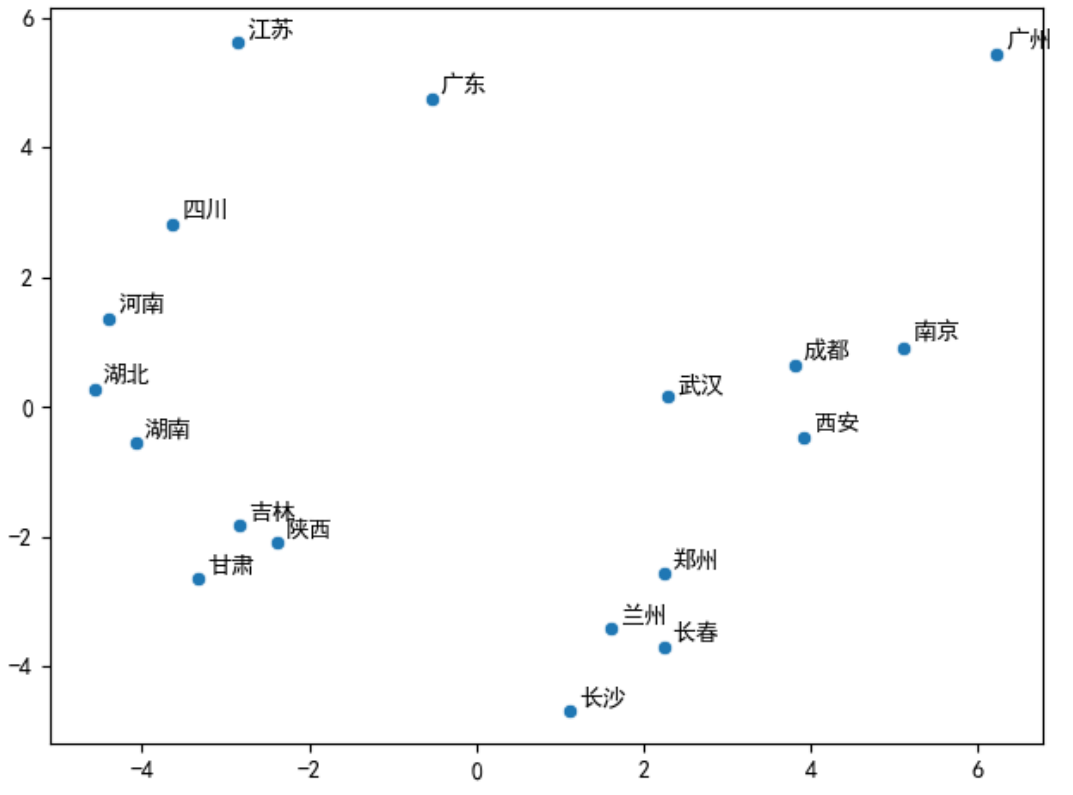 6
江苏
广州
广东
4
四川
2
河南
南京
成都
湖北
武汉
0
西安
湖南
吉林
陕西
−2
甘肃
郑州
兰州
长春
−4
长沙
−4 −2 0 2 4 6